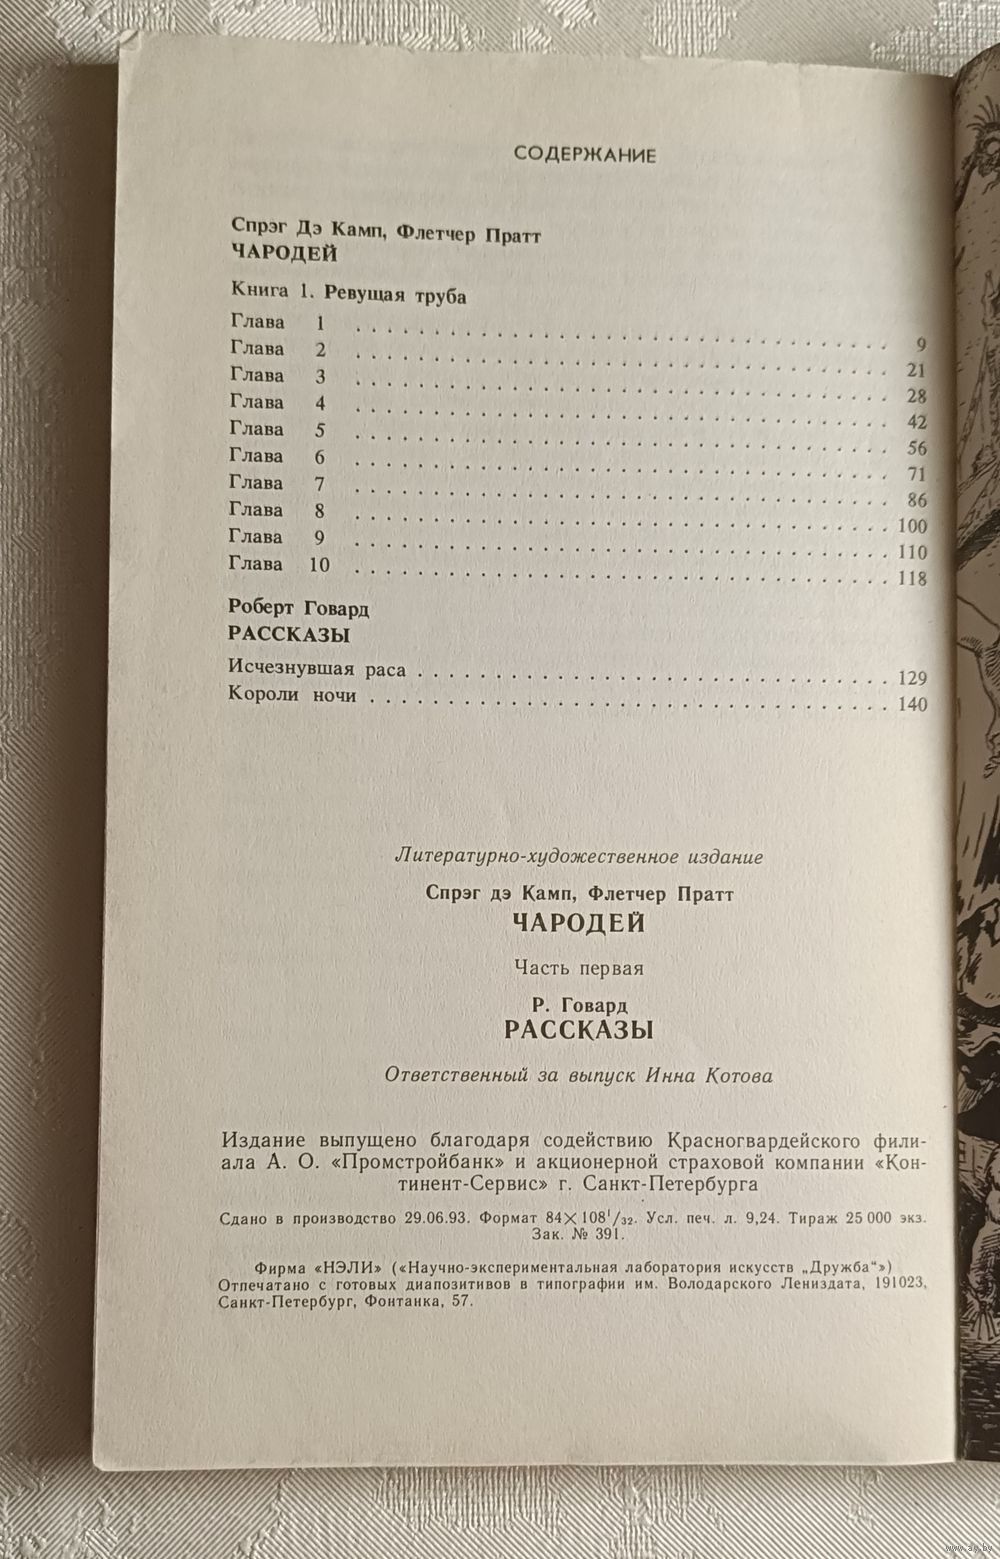 СОДЕРЖАНИЕ
Спрэг Дэ Камп, Флетчер Пратт
ЧАРОДЕЙ
Книга 1. Ревущая труба
Глава 1 . . . . . . . . . . 9
Глава 2 . . . . . . . . . . 21
Глава 3 . . . . . . . . . . 28
Глава 4 . . . . . . . . . . 42
Глава 5 . . . . . . . . . . 56
Глава 6 . . . . . . . . . . 71
Глава 7 . . . . . . . . . . 86
Глава 8 . . . . . . . . . . 100
Глава 9 . . . . . . . . . . 110
Глава 10 . . . . . . . . . . 118
Роберт Говард
РАССКАЗЫ
Исчезнувшая раса . . . . . . . . . . 129
Короли ночи . . . . . . . . . . 140
Литературно-художественное издание
Спрэг дэ Камп, Флетчер Пратт
ЧАРОДЕЙ
Часть первая
Р. Говард
РАССКАЗЫ
Ответственный за выпуск Инна Котова
Издание выпущено благодаря содействию Красногвардейского фили-
ала А. О. «Промстройбанк» и акционерной страховой компании «Кон-
тинент-Сервис» г. Санкт-Петербурга
Сдано в производство 29.06.93. Формат 84×108¹/₃₂. Усл. печ. л. 9,24. Тираж 25 000 экз.
Зак. № 391.
Фирма «НЭЛИ» («Научно-экспериментальная лаборатория искусств „Дружба“»)
Отпечатано с готовых диапозитивов в типографии им. Володарского Лениздата, 191023,
Санкт-Петербург, Фонтанка, 57.
www.ay.by